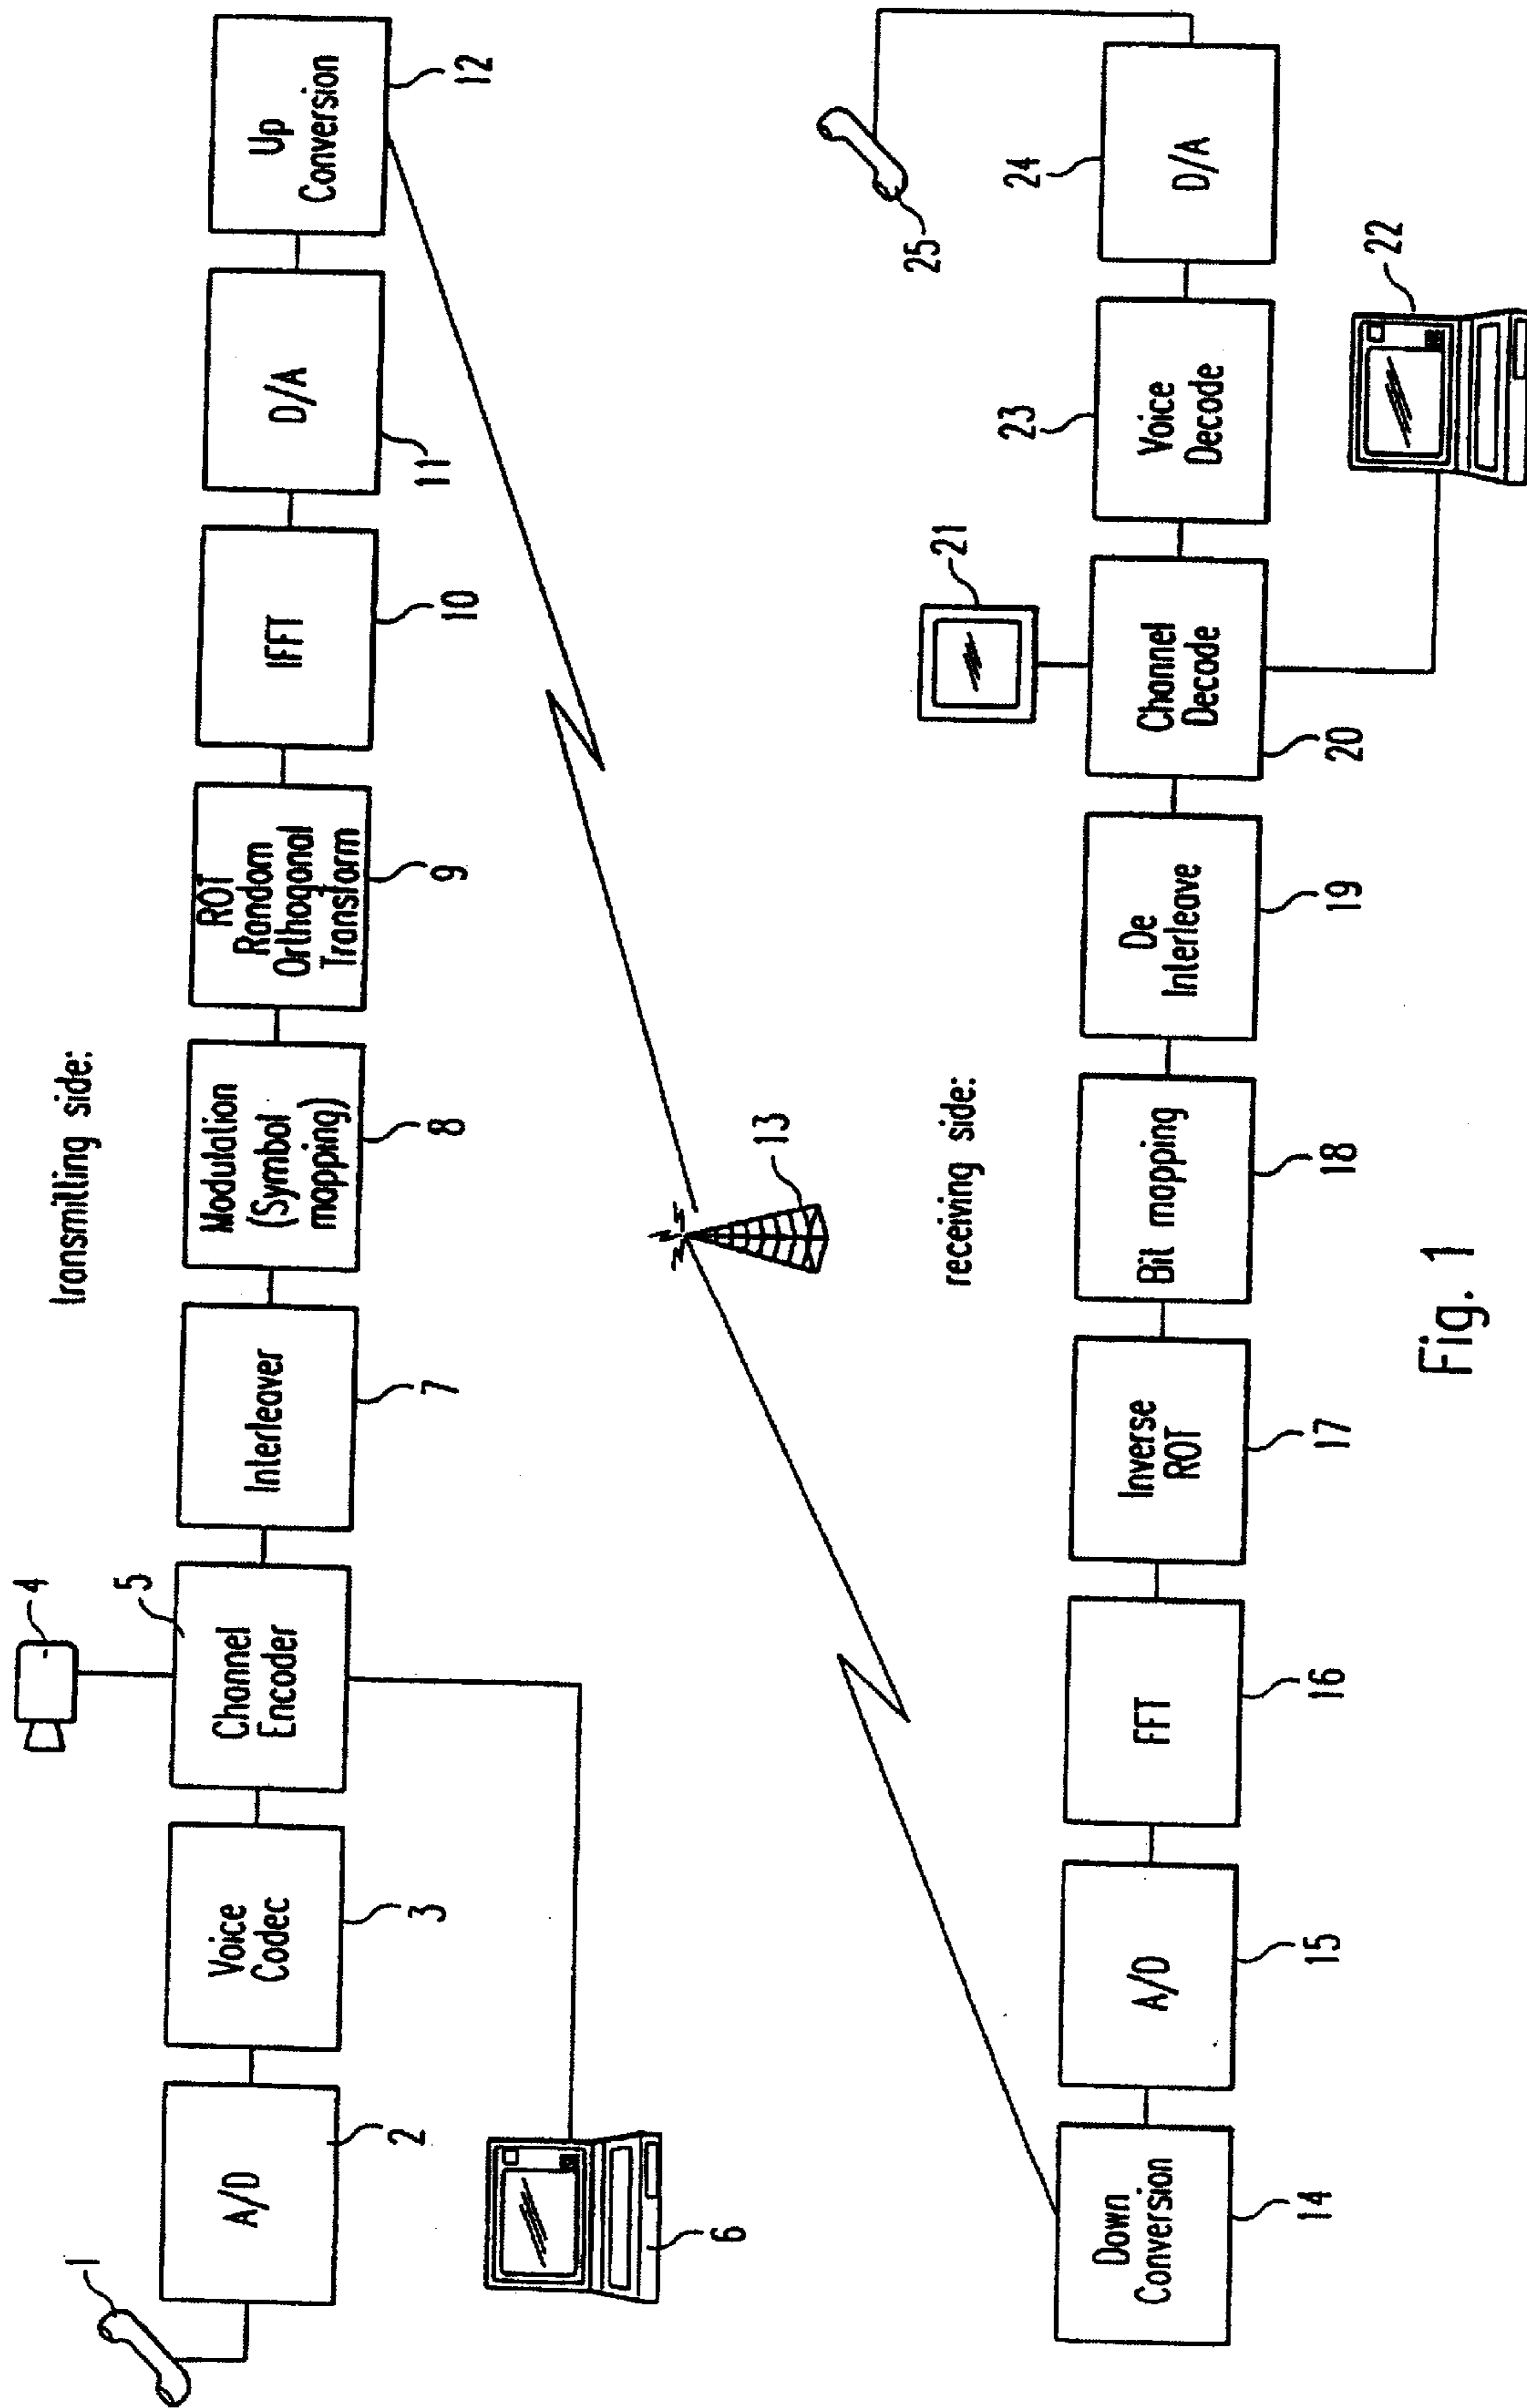 transmitting side:
1
A/D
2
Voice
Codec
3
4
5
Channel
Encoder
6
Interleaver
7
Modulation
(Symbol
mapping)
8
ROT
Random
Orthogonal
Transform
9
IFFT
10
D/A
11
Up
Conversion
12
13
receiving side:
Down
Conversion
14
A/D
15
FFT
16
Inverse
ROT
17
Bit mapping
18
De
Interleave
19
Channel
Decode
20
21
22
23
Voice
Decode
24
D/A
25
Fig. 1